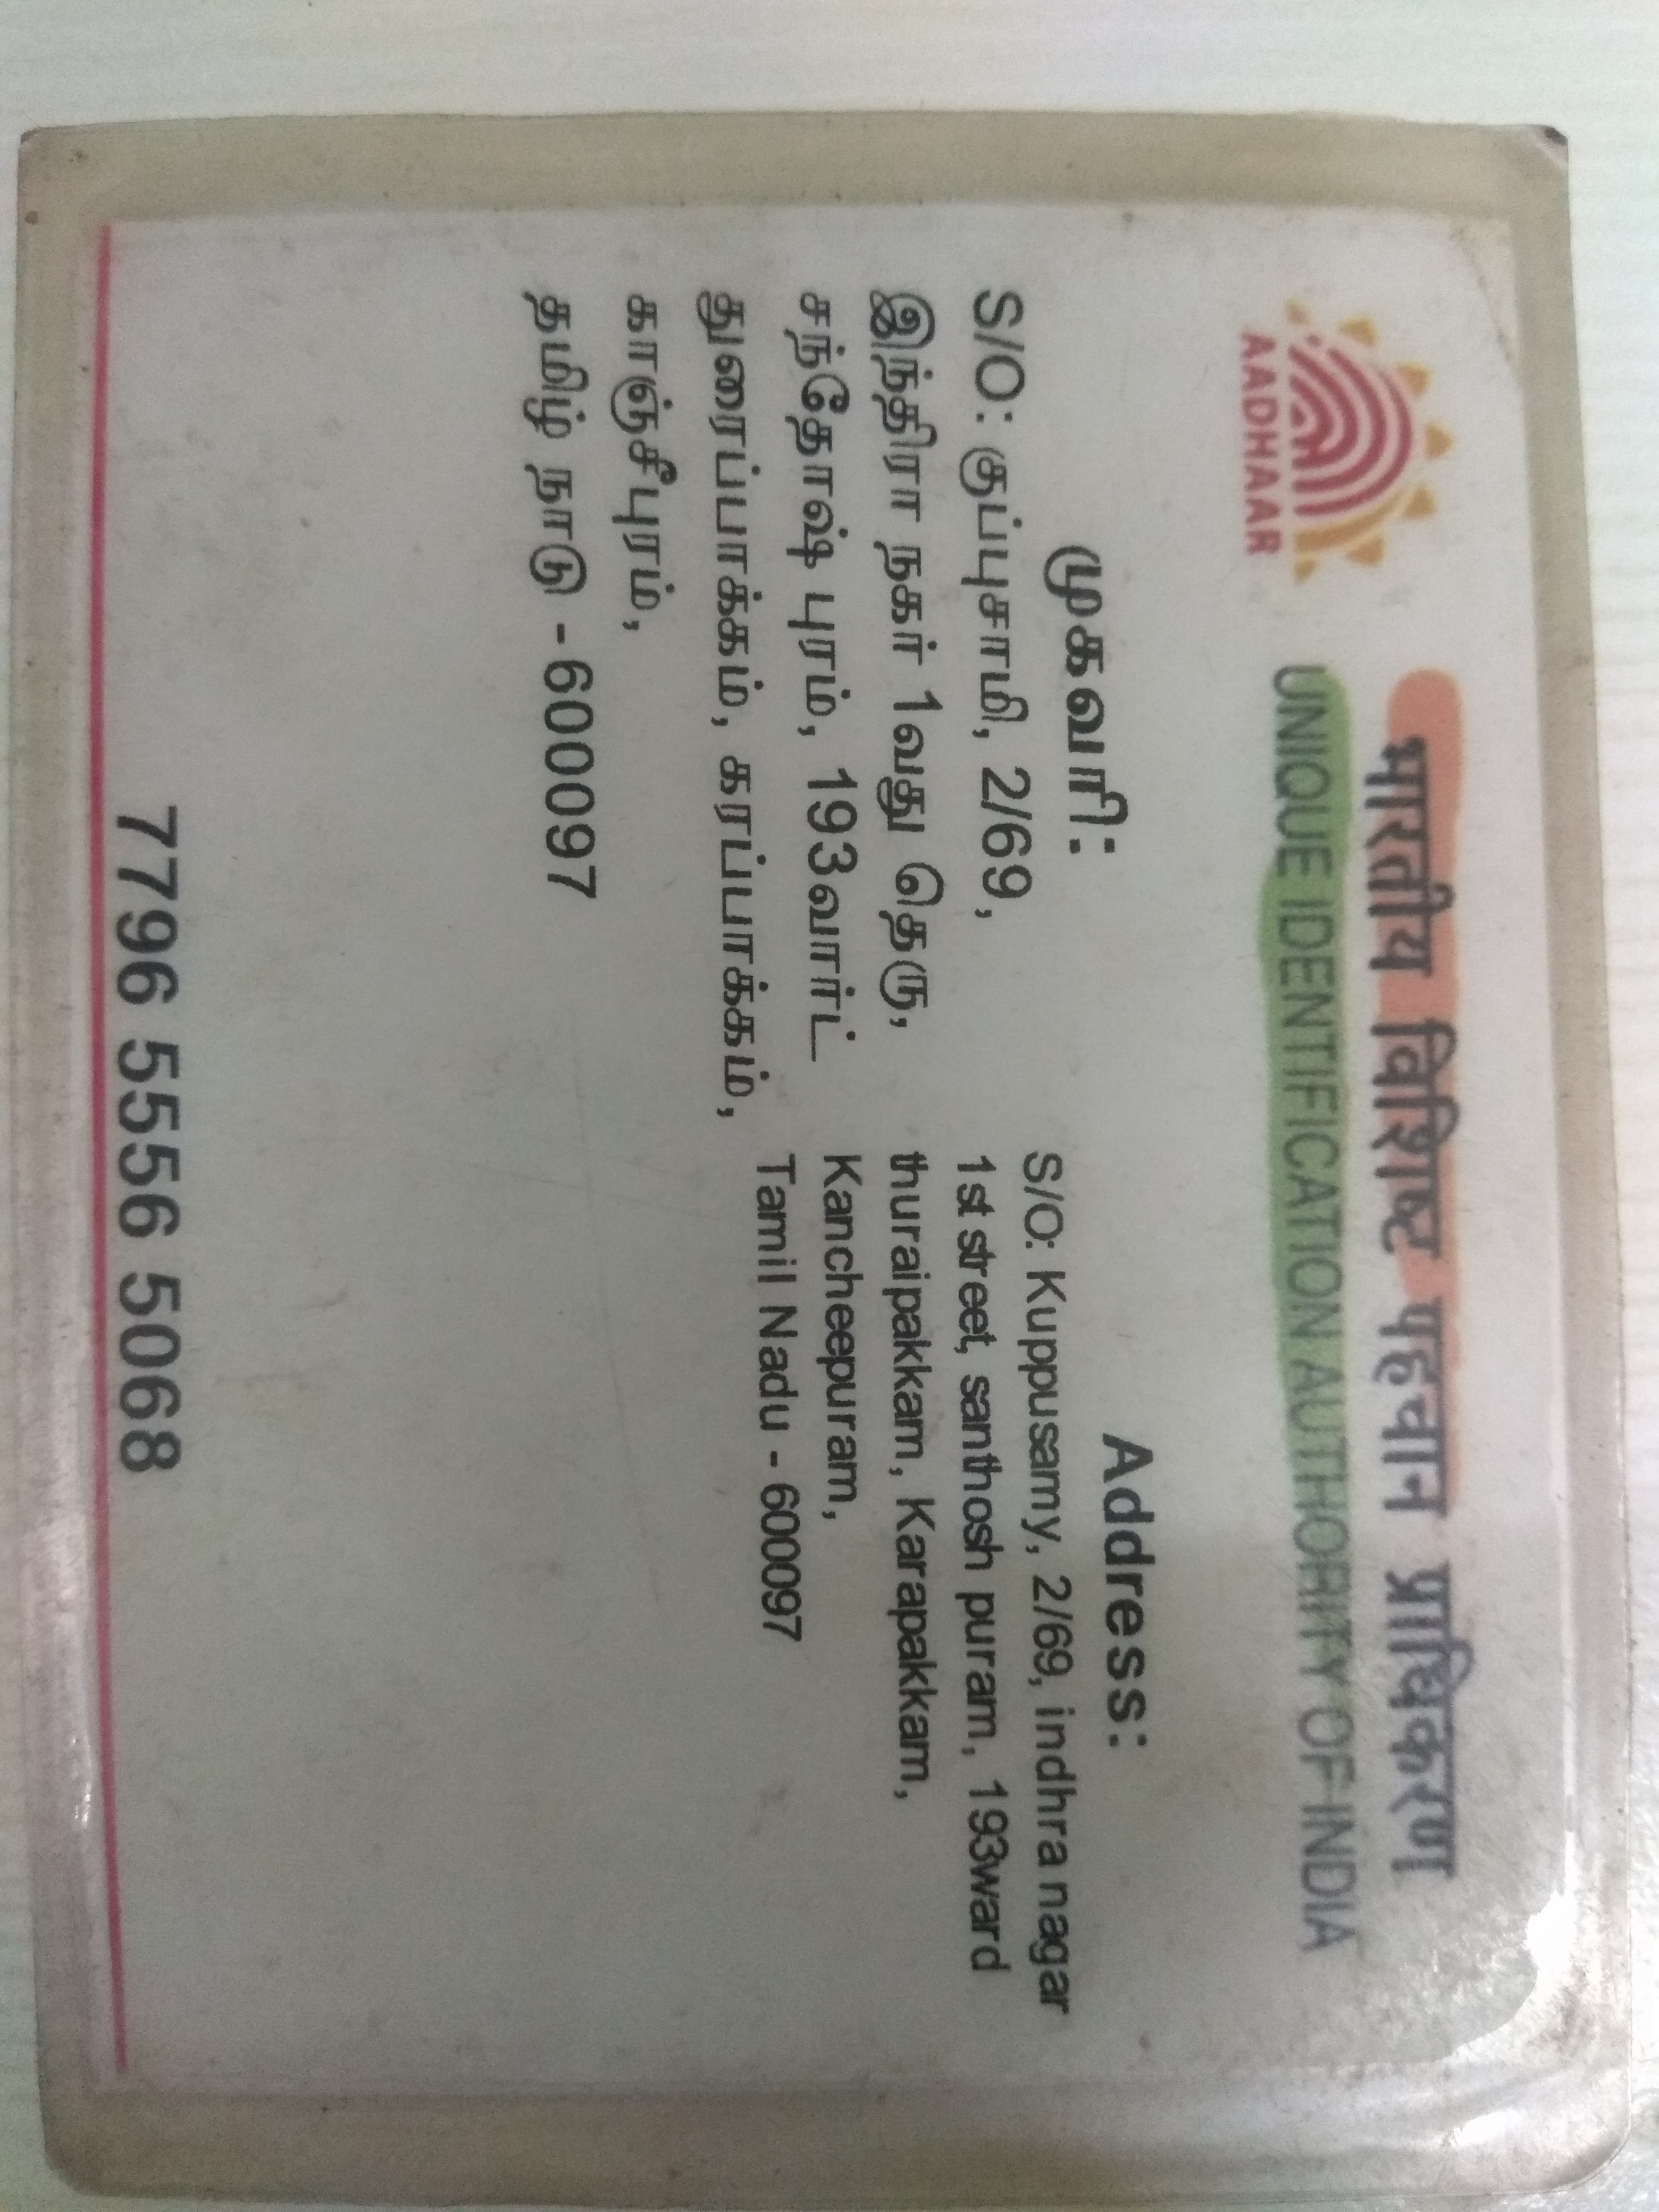 भारतीय विशिष्ट पहचान प्राधिकरण
UNIQUE IDENTIFICATION AUTHORITY OF INDIA
AADHAAR
முகவரி:
S/O: குப்புசாமி, 2/69,
இந்திரா நகர் 1வது தெரு,
சந்தோஷ் புரம், 193வார்ட்
துரைப்பாக்கம், கரப்பாக்கம்,
காஞ்சீபுரம்,
தமிழ் நாடு - 600097
Address:
S/O: Kuppusamy, 2/69, indhra nagar
1st street, santhosh puram, 193ward
thuraipakkam, Karapakkam,
Kancheepuram,
Tamil Nadu - 600097
7796 5556 5068